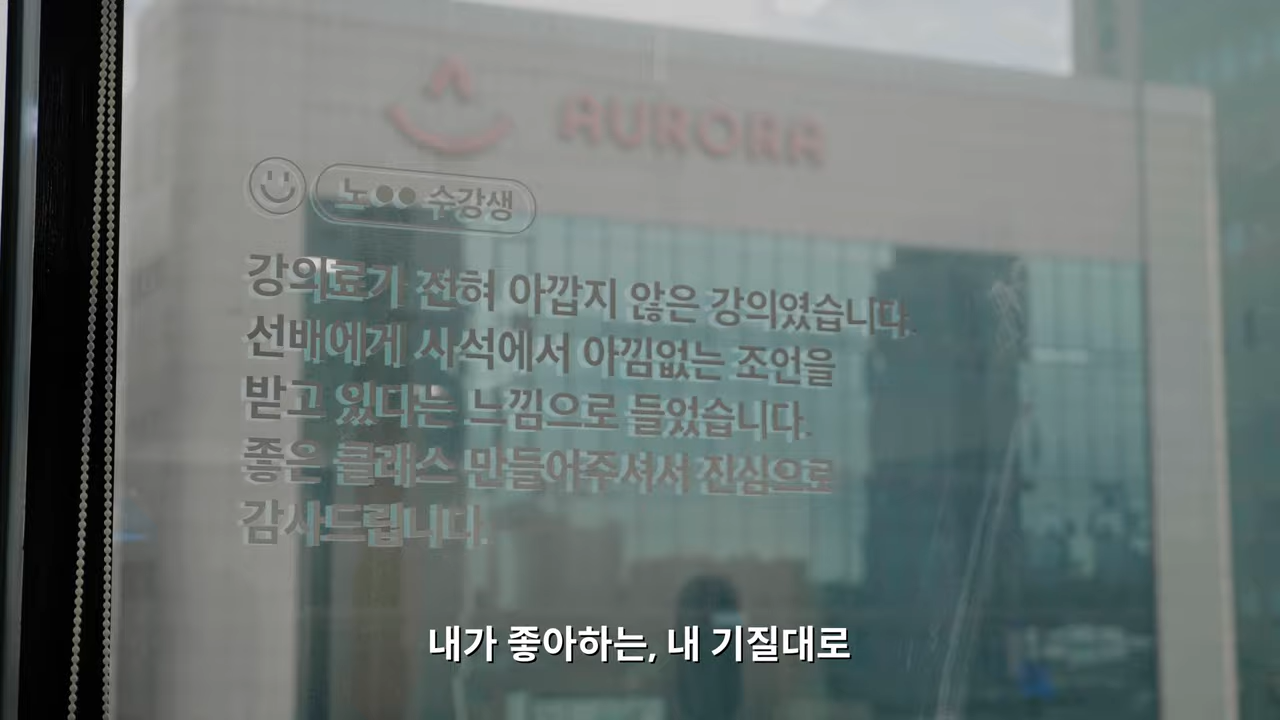 AURORA
노●● 수강생
강의료가 전혀 아깝지 않은 강의였습니다.
선배에게 사석에서 아낌없는 조언을
받고 있다는 느낌으로 들었습니다.
좋은 클래스 만들어주셔서 진심으로
감사드립니다.
내가 좋아하는, 내 기질대로